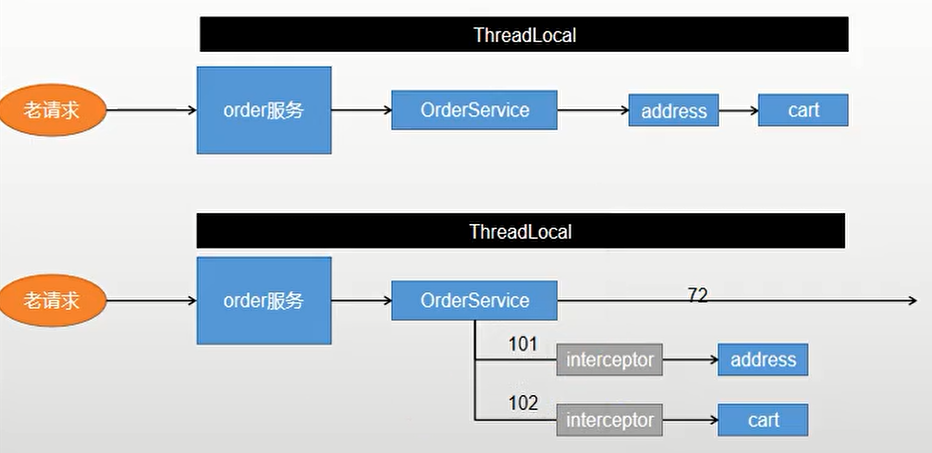 ThreadLocal
老请求
order服务
OrderService
address
cart
ThreadLocal
老请求
order服务
OrderService
72
101
interceptor
address
102
interceptor
cart